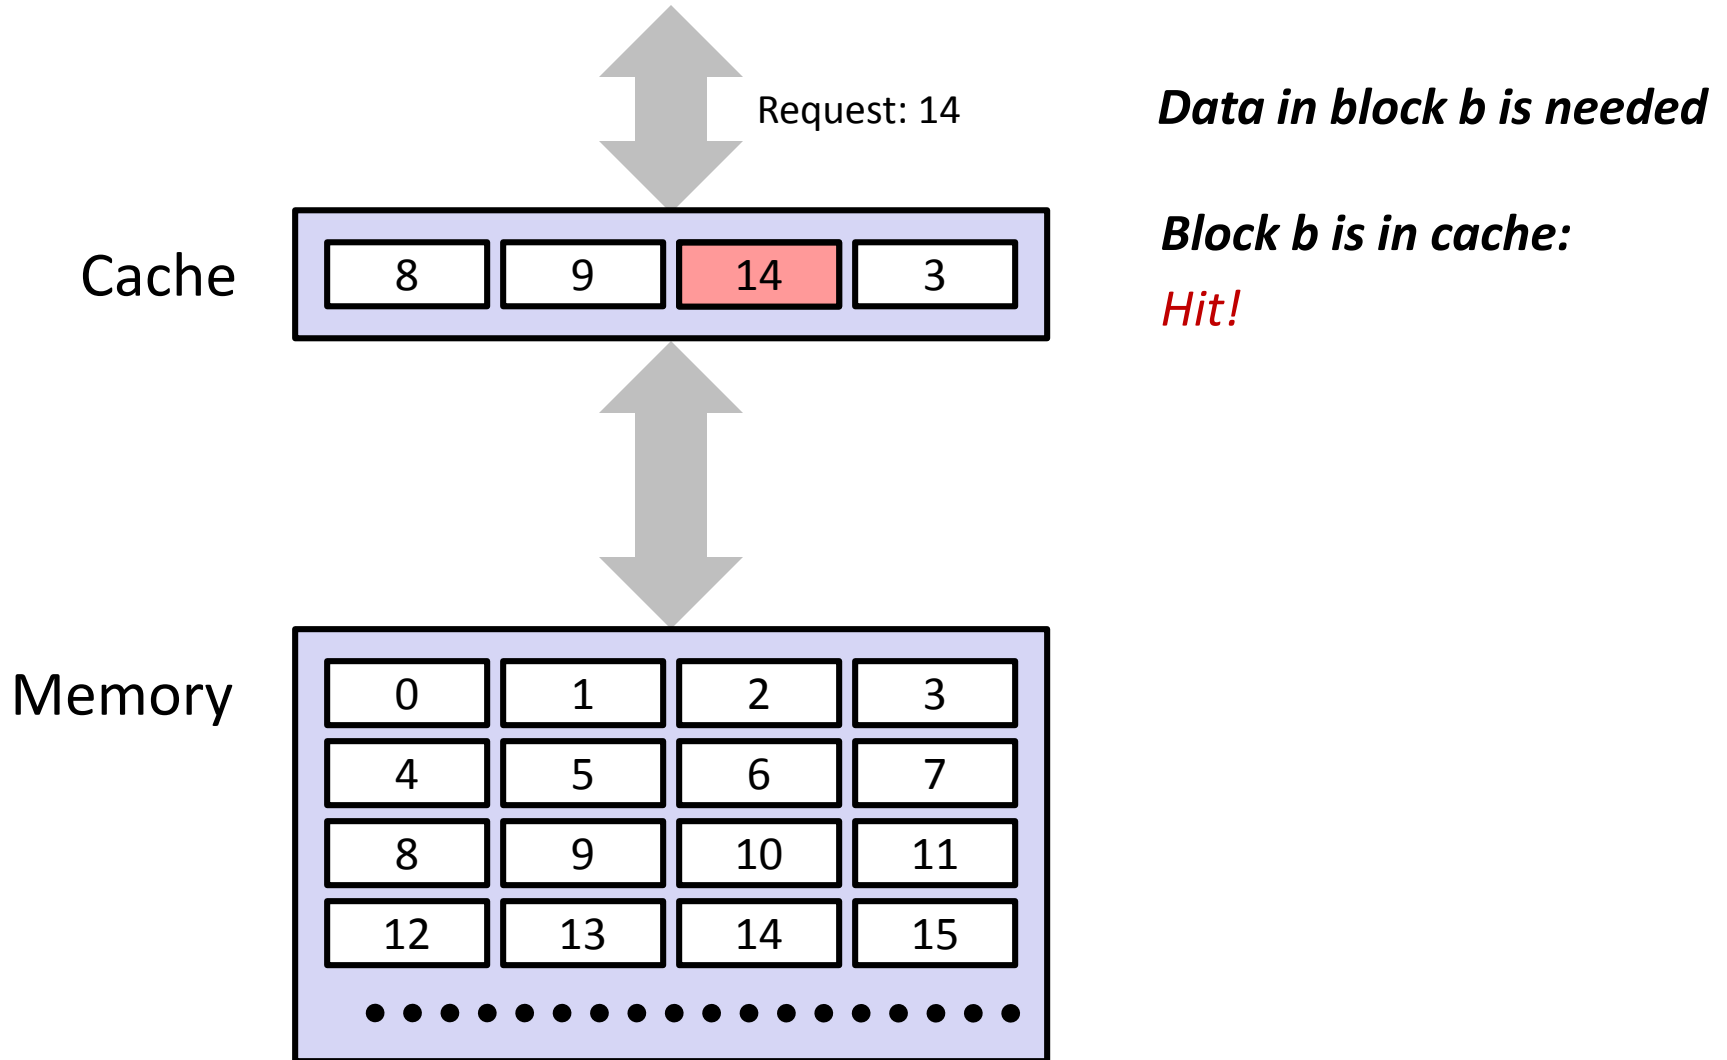 Request: 14
Data in block b is needed
Cache
8 9 14 3
Block b is in cache:
Hit!
Memory
0 1 2 3
4 5 6 7
8 9 10 11
12 13 14 15